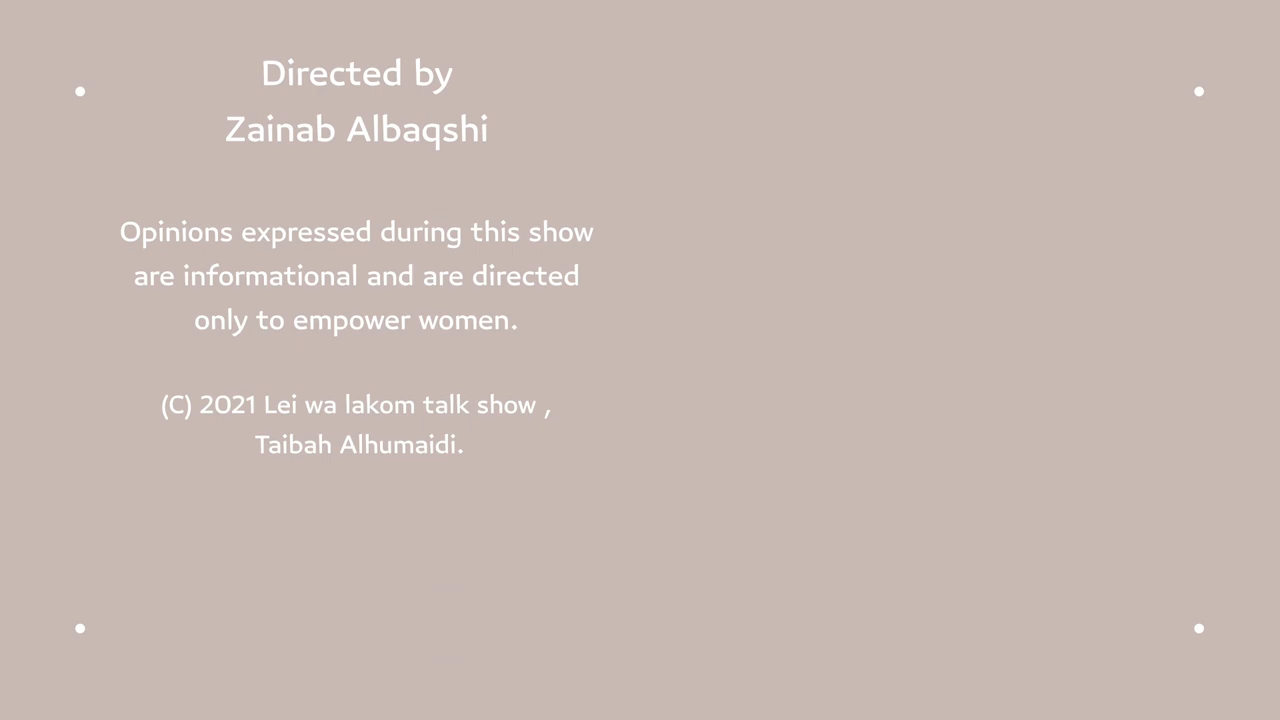 Directed by
Zainab Albaqshi
Opinions expressed during this show
are informational and are directed
only to empower women.
(C) 2021 Lei wa lakom talk show ,
Taibah Alhumaidi.